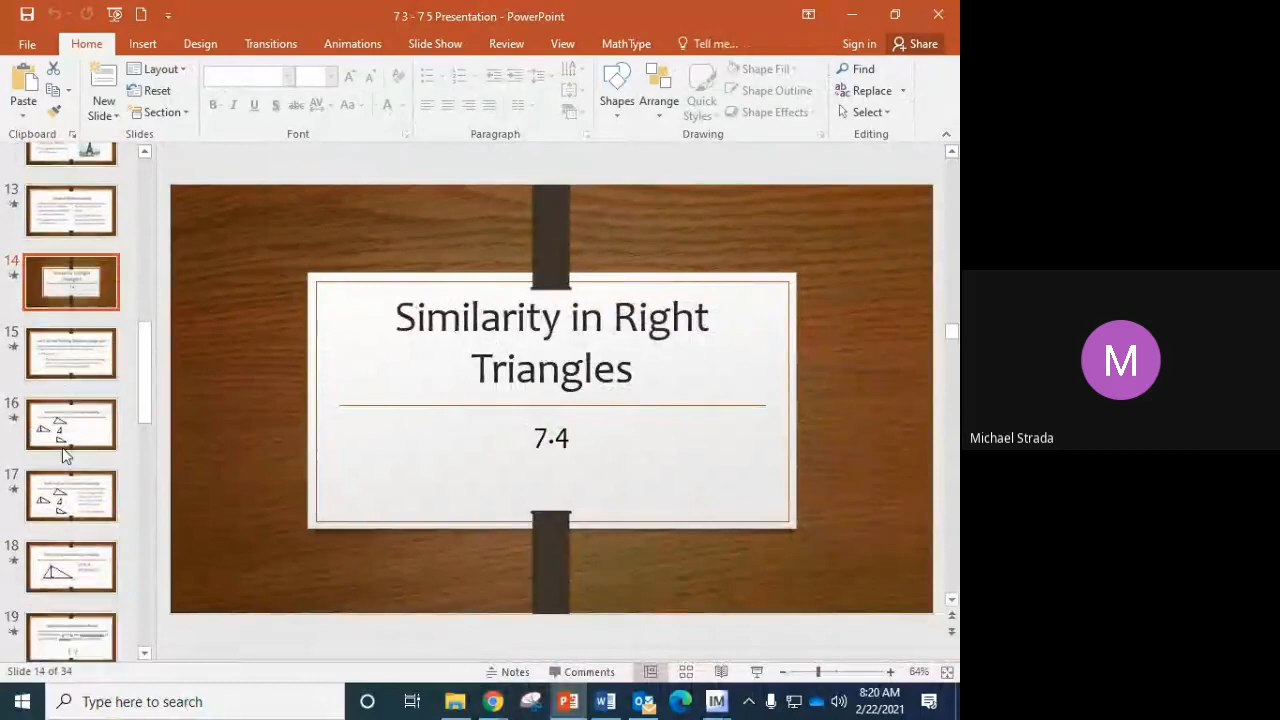 7 3 - 7 5 Presentation - PowerPoint
File Home Insert Design Transitions Animations Slide Show Review View MathType Tell me... Sign in Share
Paste
Clipboard
New
Slide
Layout
Reset
Section
Slides
B I U S abc AV Aa A
Font
Paragraph
Shapes
Arrange
Quick
Styles
Shape Fill
Shape Outline
Shape Effects
Drawing
Find
Replace
Select
Editing
13
14
15
16
17
18
19
Similarity in Right
Triangles
7.4
M
Michael Strada
Slide 14 of 34
Notes
Comments
64%
Type here to search
IM
8:20 AM
2/22/2021